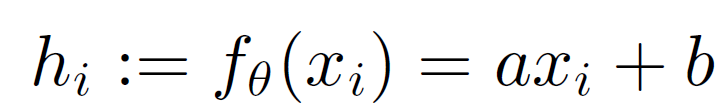 hᵢ := f_θ(xᵢ) = axᵢ + b